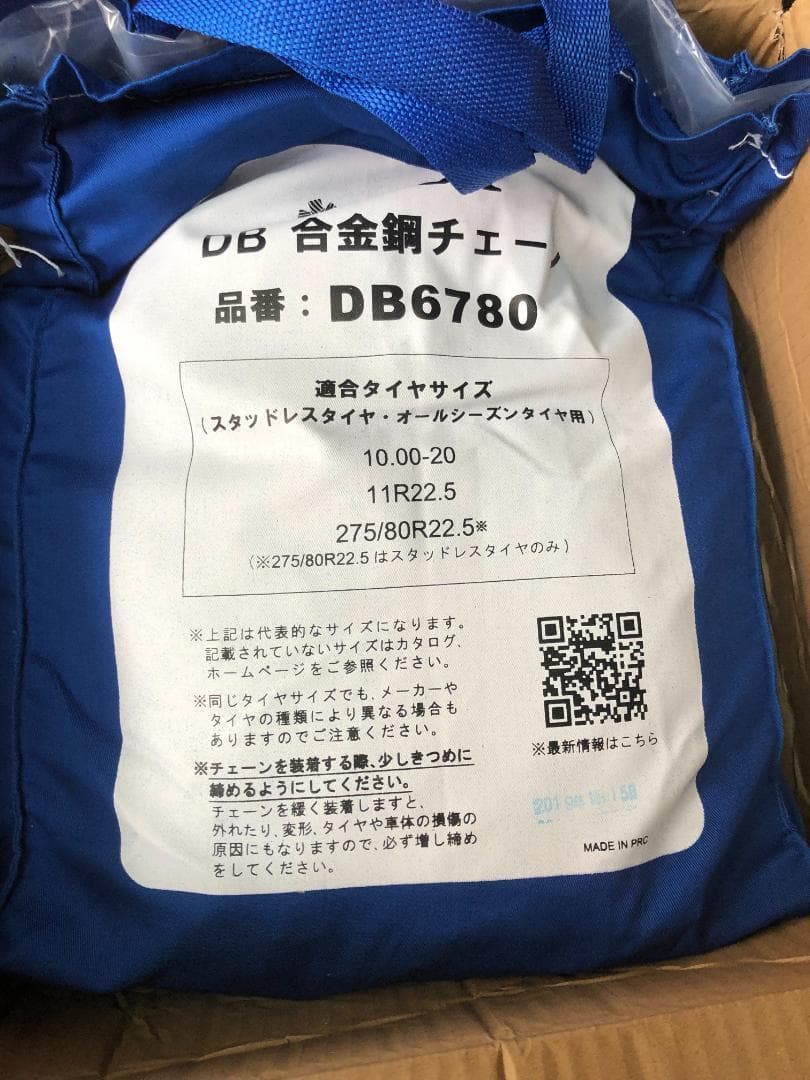 DB 合金鋼チェー
品番：DB6780
適合タイヤサイズ
（スタッドレスタイヤ・オールシーズンタイヤ用）
10.00-20
11R22.5
275/80R22.5※
（※275/80R22.5はスタッドレスタイヤのみ）
※上記は代表的なサイズになります。
記載されていないサイズはカタログ、
ホームページをご参照ください。
※同じタイヤサイズでも、メーカーや
タイヤの種類により異なる場合も
ありますのでご注意ください。
※チェーンを装着する際、少しきつめに
締めるようにしてください。
チェーンを緩く装着しますと、
外れたり、変形、タイヤや車体の損傷の
原因にもなりますので、必ず増し締め
をしてください。
※最新情報はこちら
MADE IN PRC